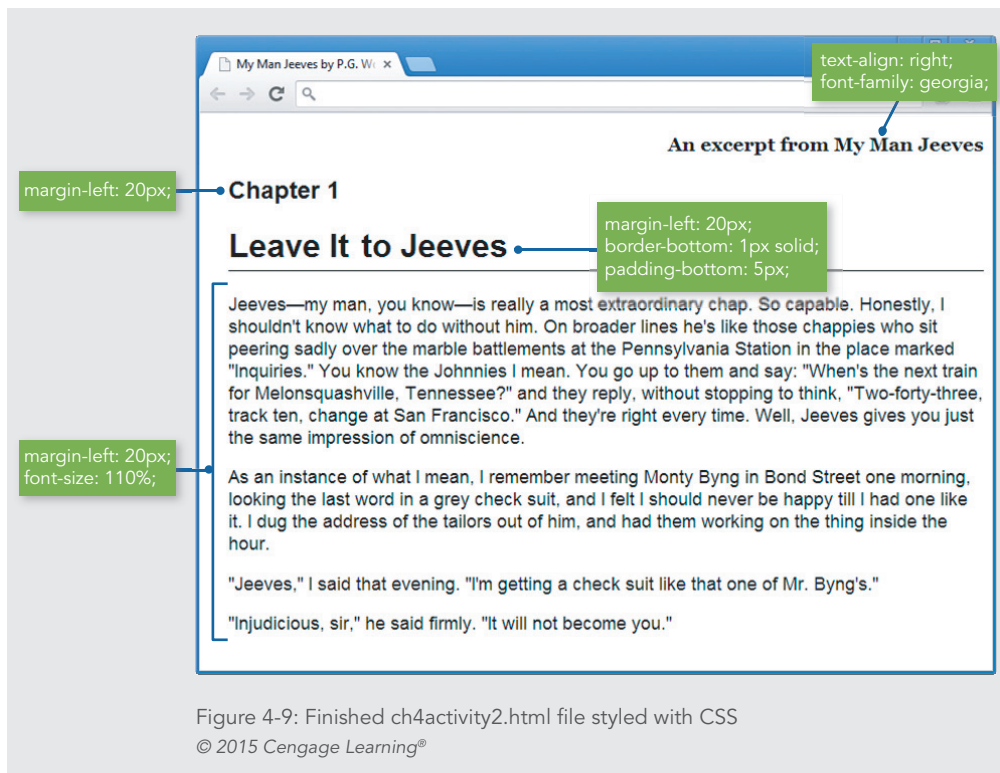 My Man Jeeves by P.G. W
text-align: right;
font-family: georgia;
An excerpt from My Man Jeeves
margin-left: 20px;
Chapter 1
Leave It to Jeeves
margin-left: 20px;
border-bottom: 1px solid;
padding-bottom: 5px;
Jeeves—my man, you know—is really a most extraordinary chap. So capable. Honestly, I
shouldn't know what to do without him. On broader lines he's like those chappies who sit
peering sadly over the marble battlements at the Pennsylvania Station in the place marked
"Inquiries." You know the Johnnies I mean. You go up to them and say: "When's the next train
for Melonsquashville, Tennessee?" and they reply, without stopping to think, "Two-forty-three,
track ten, change at San Francisco." And they're right every time. Well, Jeeves gives you just
the same impression of omniscience.
margin-left: 20px;
font-size: 110%;
As an instance of what I mean, I remember meeting Monty Byng in Bond Street one morning,
looking the last word in a grey check suit, and I felt I should never be happy till I had one like
it. I dug the address of the tailors out of him, and had them working on the thing inside the
hour.
"Jeeves," I said that evening. "I'm getting a check suit like that one of Mr. Byng's."
"Injudicious, sir," he said firmly. "It will not become you."
Figure 4-9: Finished ch4activity2.html file styled with CSS
© 2015 Cengage Learning®